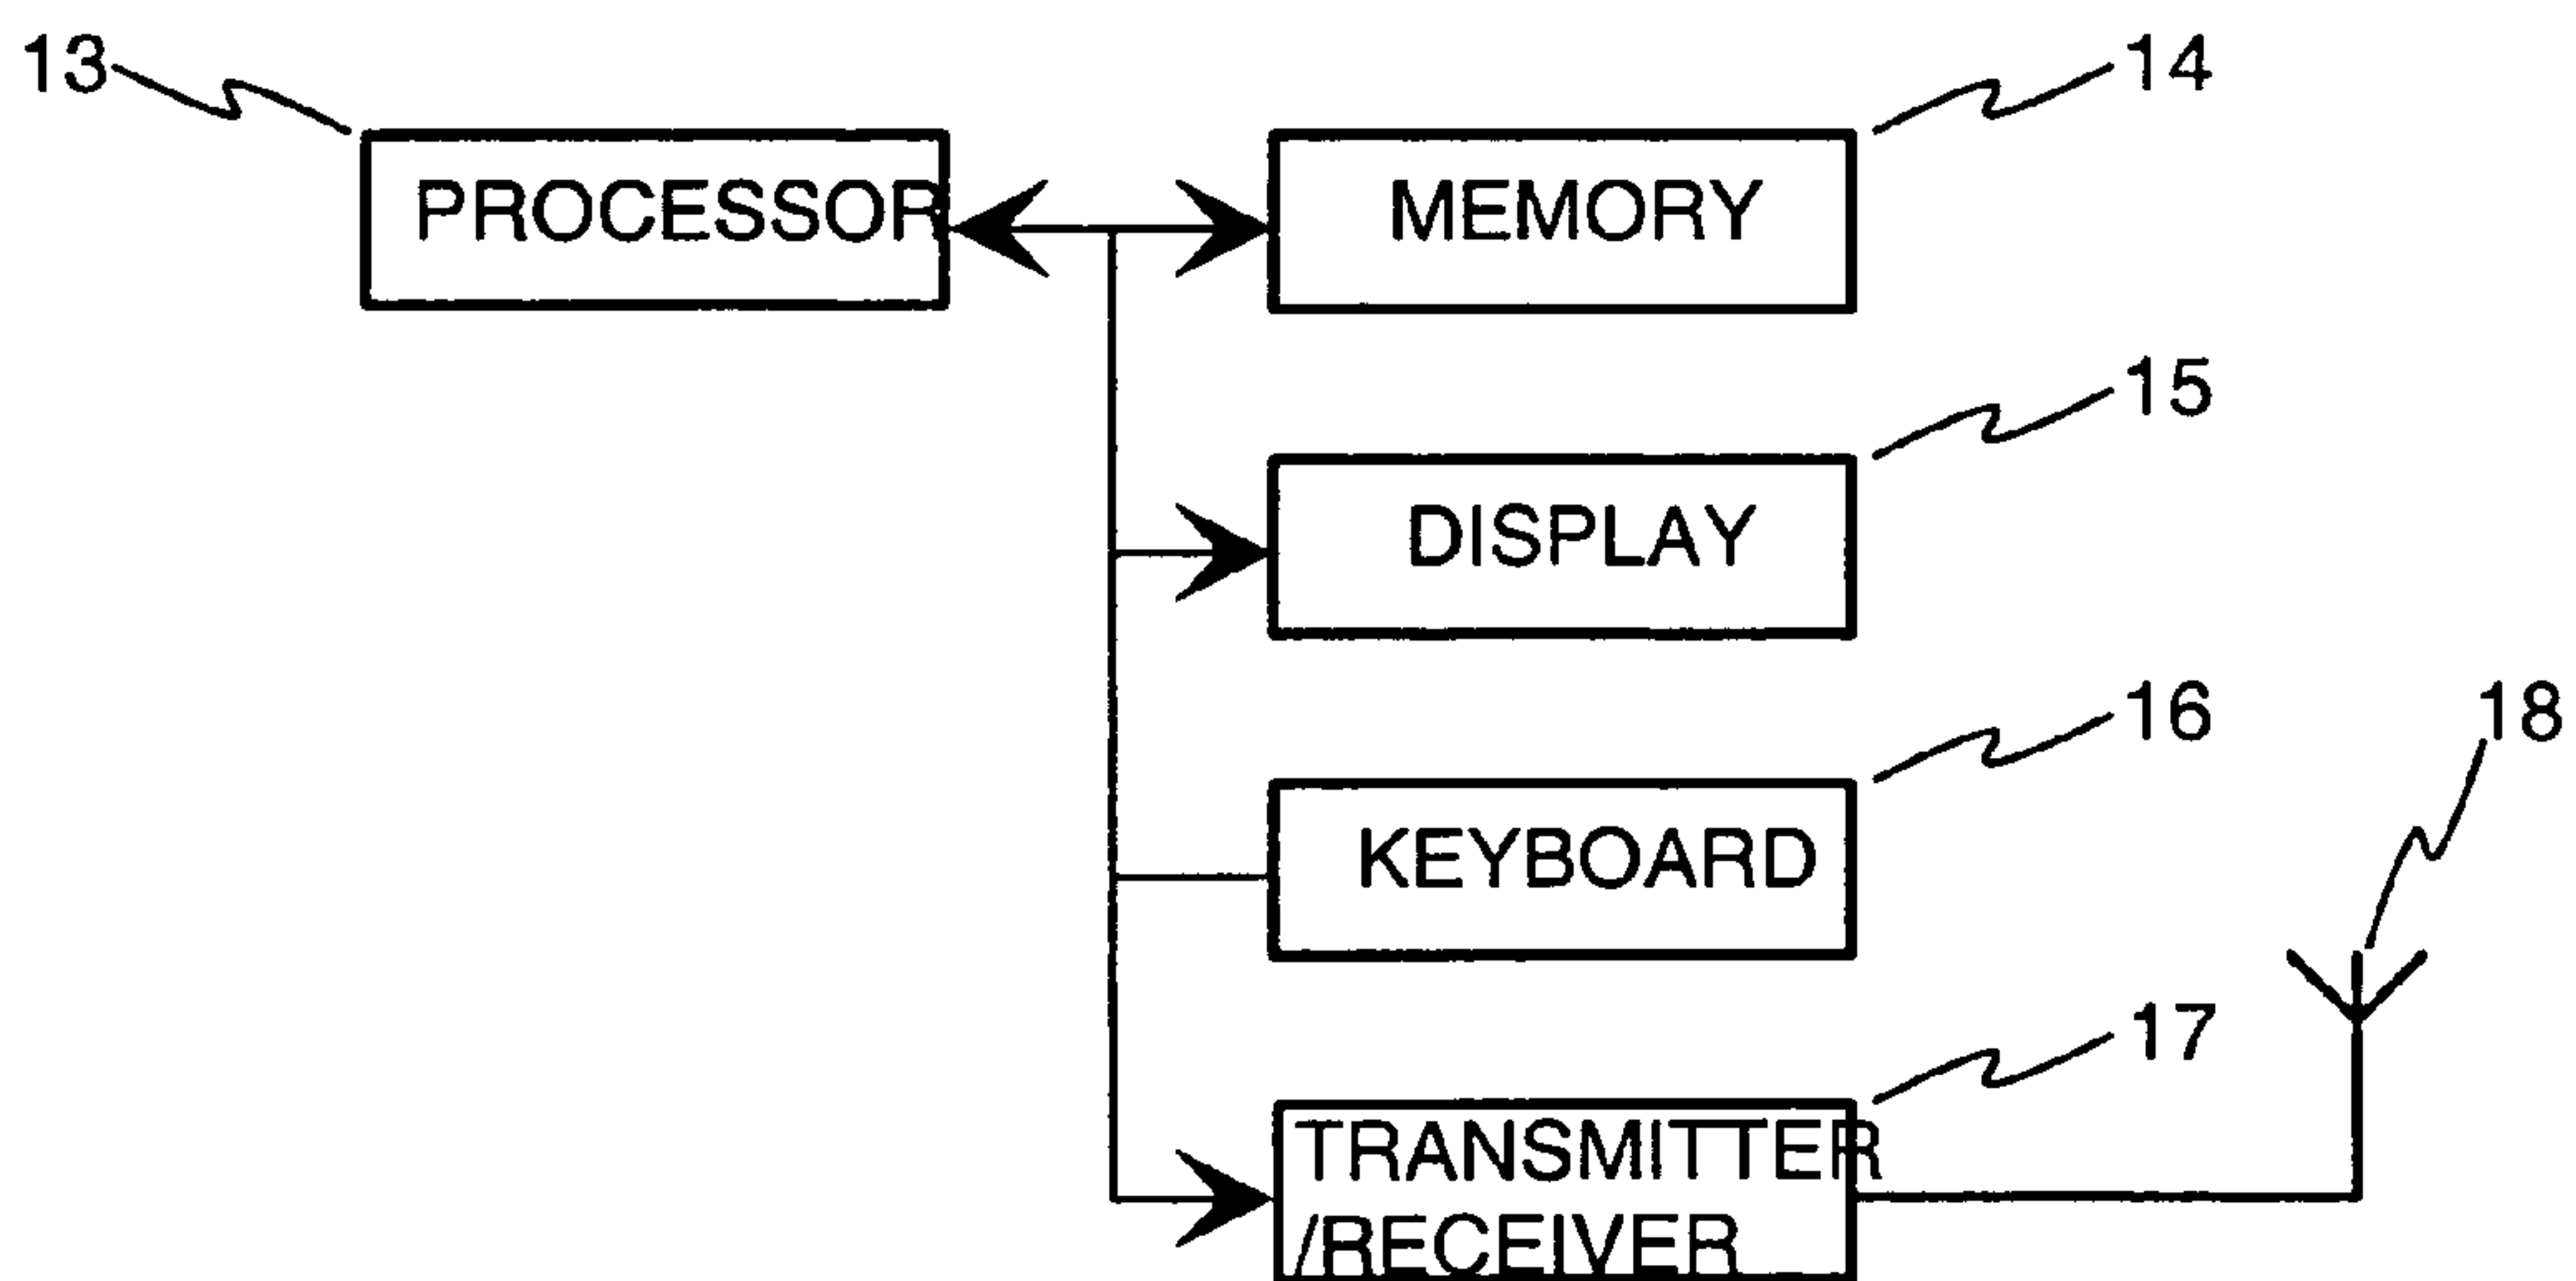 13
14
PROCESSOR
MEMORY
15
DISPLAY
16
18
KEYBOARD
17
TRANSMITTER
/RECEIVER